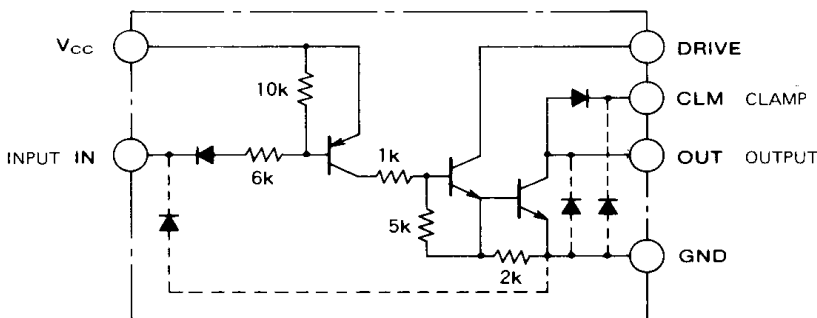 VCC
DRIVE
10k
CLM CLAMP
INPUT IN
6k
1k
OUT OUTPUT
5k
2k
GND